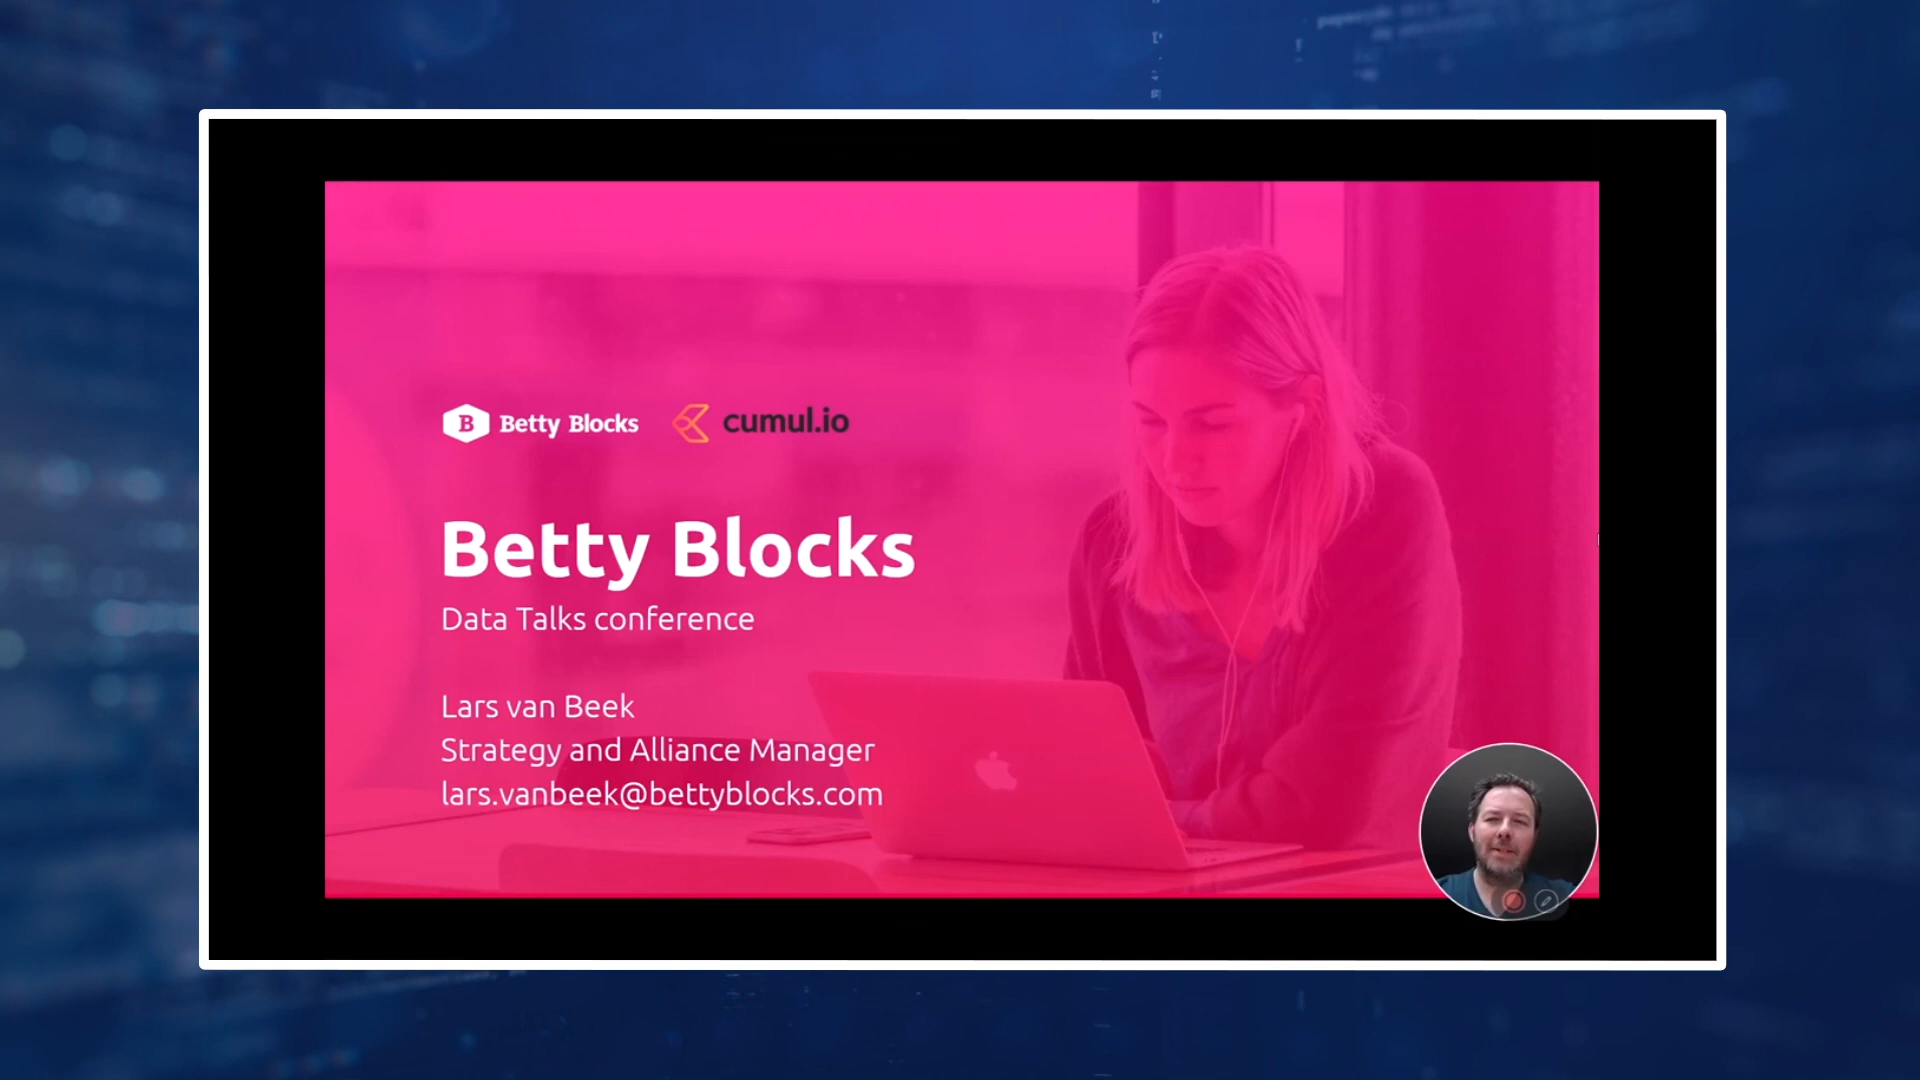 Betty Blocks cumul.io
Betty Blocks
Data Talks conference
Lars van Beek
Strategy and Alliance Manager
lars.vanbeek@bettyblocks.com